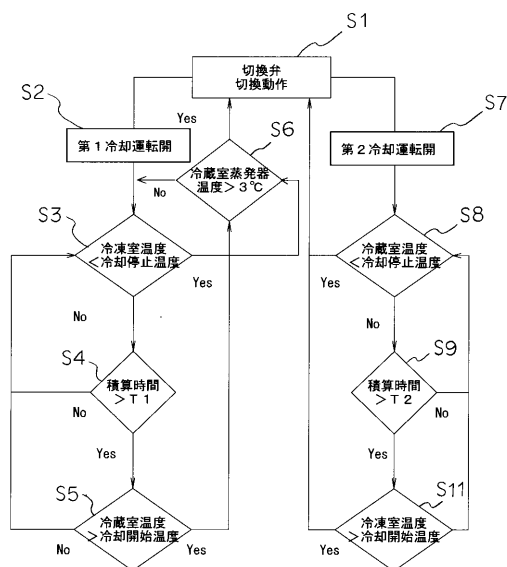 S1
切換弁
切換動作
S2
第1冷却運転開
Yes
S6
冷蔵室蒸発器
温度＞3℃
No
S7
第2冷却運転開
S3
冷凍室温度
＜冷却停止温度
Yes
No
S8
冷蔵室温度
＜冷却停止温度
Yes
No
S4
積算時間
＞T1
No
Yes
S9
積算時間
＞T2
No
Yes
S5
冷蔵室温度
＞冷却開始温度
No
Yes
S11
冷凍室温度
＞冷却開始温度
Yes
No